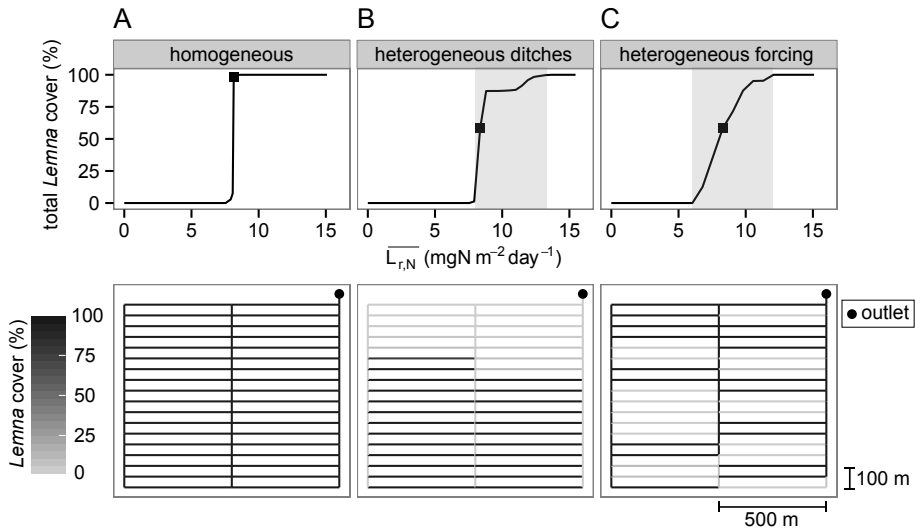 A B C
homogeneous heterogeneous ditches heterogeneous forcing
total Lemna cover (%)
100
75
50
25
0
0 5 10 15 0 5 10 15 0 5 10 15
L̅r,N (mgN m⁻² day⁻¹)
Lemna cover (%)
100
75
50
25
0
outlet
100 m
500 m